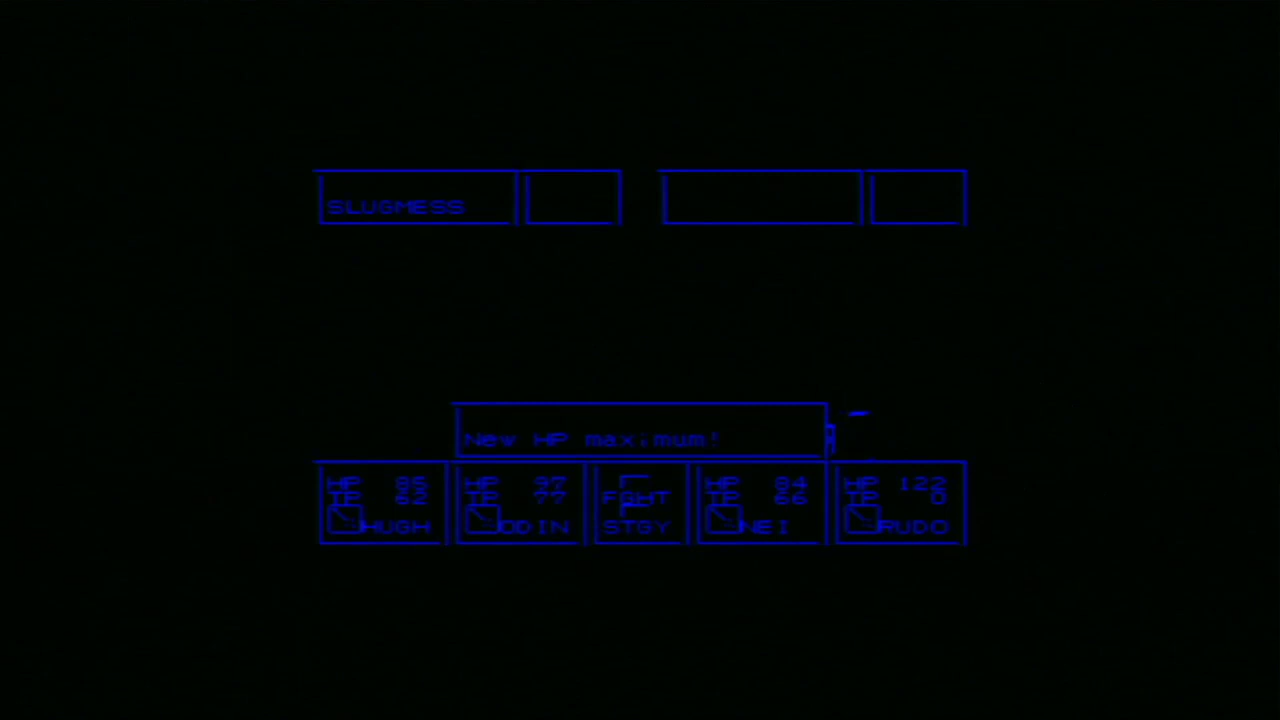 SLUGMESS
New HP maximum!
HP 85 HP 97 HP 84 HP 122
TP 62 TP 77 FGHT TP 66 TP 0
HUGH ODIN STGY NEI RUDO